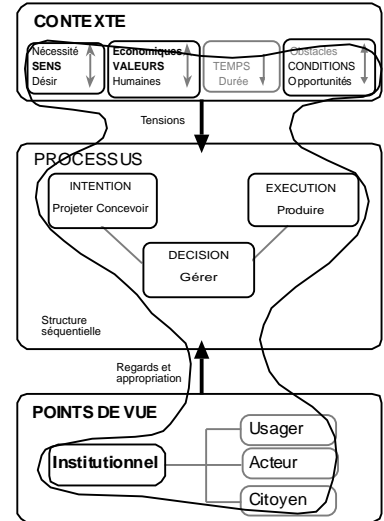 CONTEXTE
Nécessité
SENS
Désir
Economiques
VALEURS
Humaines
TEMPS
Durée
Obstacles
CONDITIONS
Opportunités
Tensions
PROCESSUS
INTENTION
Projeter Concevoir
EXECUTION
Produire
DECISION
Gérer
Structure
séquentielle
Regards et
appropriation
POINTS DE VUE
Institutionnel
Usager
Acteur
Citoyen